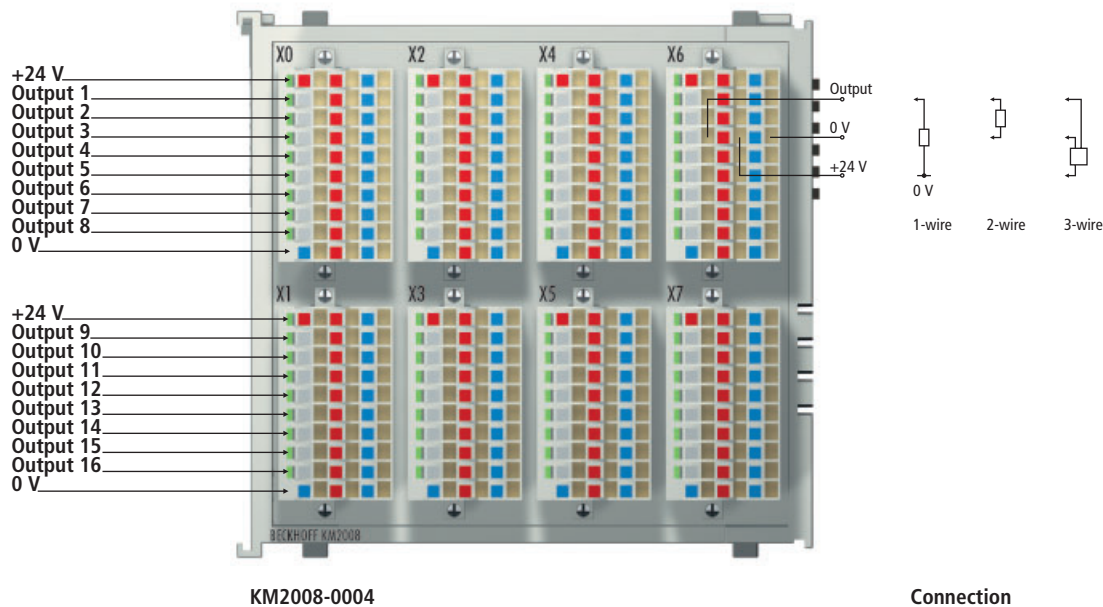 X0 X2 X4 X6
+24 V
Output 1
Output 2
Output 3
Output 4
Output 5
Output 6
Output 7
Output 8
0 V
Output
0 V
+24 V
0 V
1-wire 2-wire 3-wire
X1 X3 X5 X7
+24 V
Output 9
Output 10
Output 11
Output 12
Output 13
Output 14
Output 15
Output 16
0 V
BECKHOFF KM2008
KM2008-0004
Connection